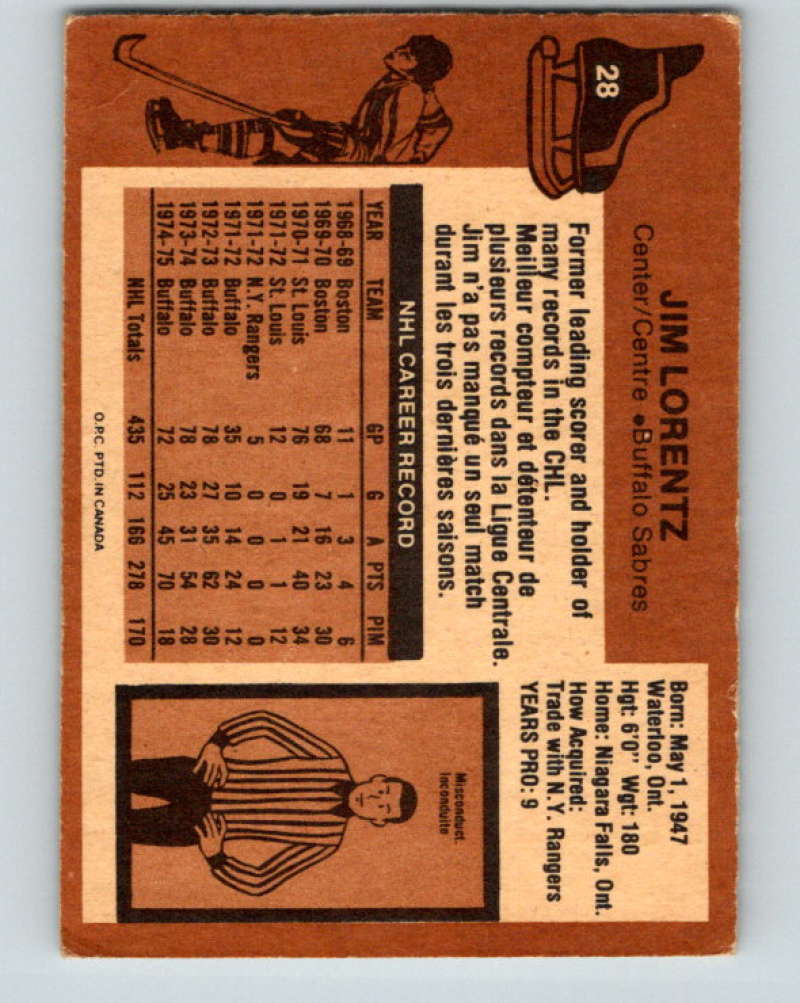 28
JIM LORENTZ
Center/Centre • Buffalo Sabres
Born: May 1, 1947
Waterloo, Ont.
Hgt: 6'0" Wgt: 180
Home: Niagara Falls, Ont.
How Acquired:
Trade with N.Y. Rangers
YEARS PRO: 9
Former leading scorer and holder of
many records in the CHL.
Meilleur compteur et détenteur de
plusieurs records dans la Ligue Centrale.
Jim n'a pas manqué un seul match
durant les trois dernières saisons.
NHL CAREER RECORD
YEAR TEAM GP G A PTS PIM
1968-69 Boston 11 1 3 4 6
1969-70 Boston 68 7 16 23 30
1970-71 St. Louis 76 19 21 40 34
1971-72 St. Louis 12 0 1 1 12
1971-72 N.Y. Rangers 5 0 0 0 0
1971-72 Buffalo 35 10 14 24 12
1972-73 Buffalo 78 27 35 62 30
1973-74 Buffalo 78 23 31 54 28
1974-75 Buffalo 72 25 45 70 18
NHL Totals 435 112 166 278 170
Misconduct.
Inconduite
O.P.C. PTD. IN CANADA